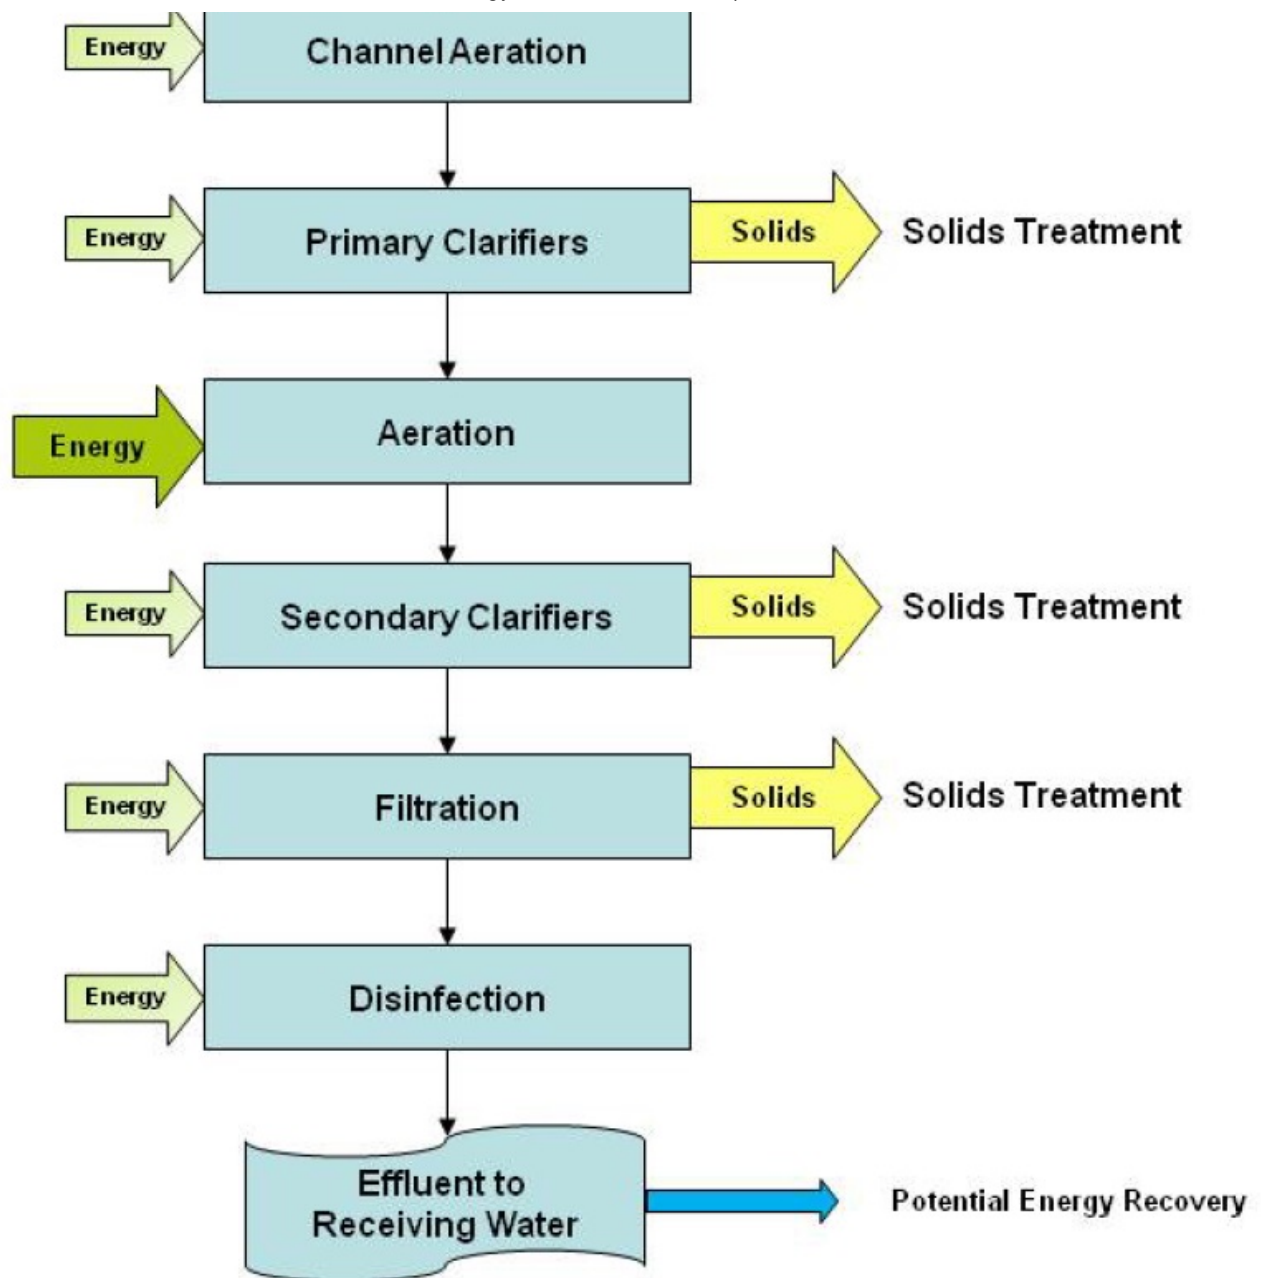 Energy
Channel Aeration
Energy
Primary Clarifiers
Solids
Solids Treatment
Energy
Aeration
Energy
Secondary Clarifiers
Solids
Solids Treatment
Energy
Filtration
Solids
Solids Treatment
Energy
Disinfection
Effluent to
Receiving Water
Potential Energy Recovery